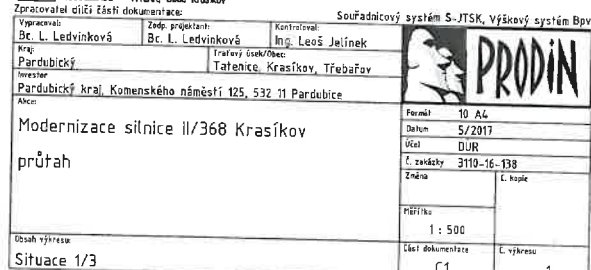 Zpracovatel dílčí části dokumentace:
Souřadnicový systém S-JTSK, Výškový systém Bpv
Vypracoval: Zodp. projektant: Kontroloval:
Bc. L. Ledvinková Bc. L. Ledvinková Ing. Leoš Jelínek
Kraj: Traťový úsek/Obec:
Pardubický Tatenice, Krasíkov, Třebařov
Investor
Pardubický kraj, Komenského náměstí 125, 532 11 Pardubice
PRODIN
Akce:
Modernizace silnice II/368 Krasíkov
průtah
Formát 10 A4
Datum 5/2017
Účel DUR
Č. zakázky 3110-16-138
Změna Č. kopie
Měřítko
1 : 500
Obsah výkresu:
Situace 1/3
Část dokumentace Č. výkresu
C1 1